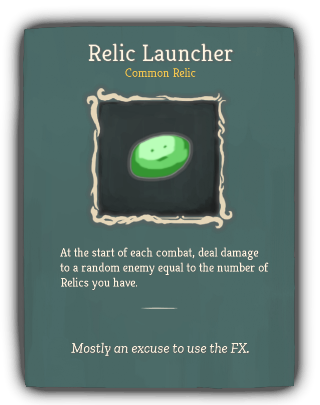 Relic Launcher
Common Relic
At the start of each combat, deal damage
to a random enemy equal to the number of
Relics you have.
Mostly an excuse to use the FX.